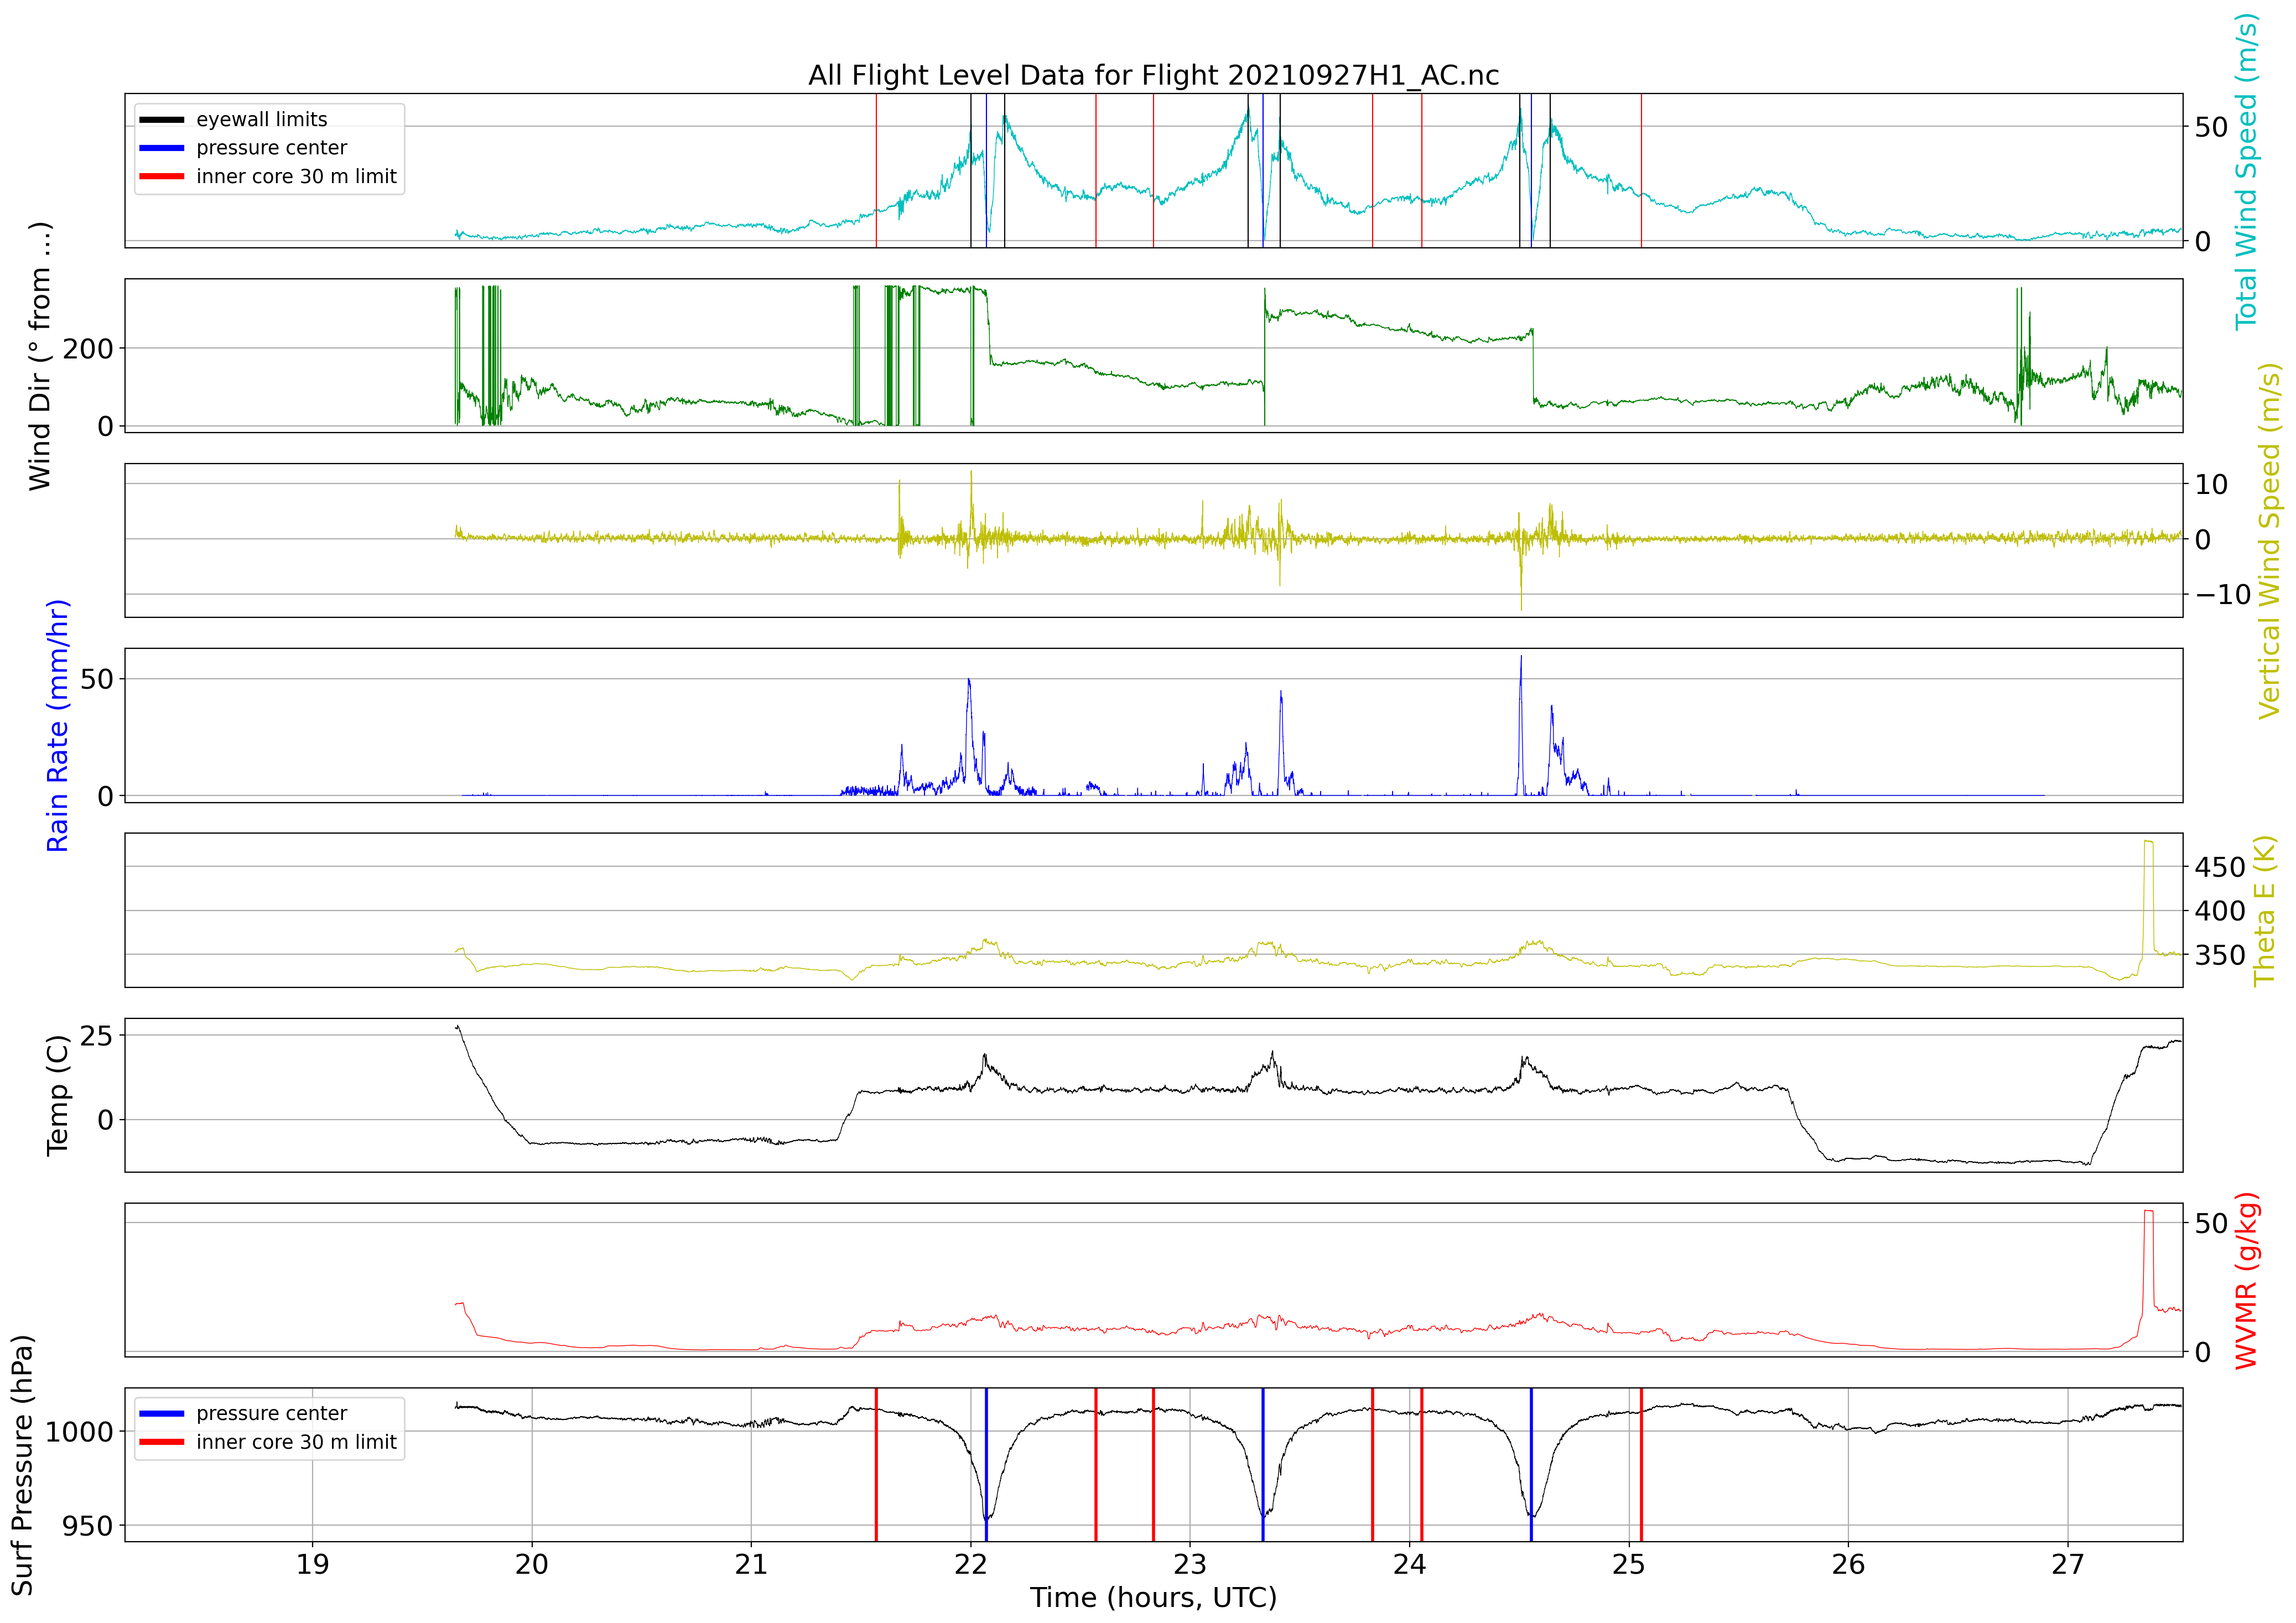 All Flight Level Data for Flight 20210927H1_AC.nc
eyewall limits
pressure center
inner core 30 m limit
50
0
Total Wind Speed (m/s)
Wind Dir (° from ...)
200
0
10
0
−10
Vertical Wind Speed (m/s)
Rain Rate (mm/hr)
50
0
450
400
350
Theta E (K)
Temp (C)
25
0
50
0
WVMR (g/kg)
Surf Pressure (hPa)
1000
950
pressure center
inner core 30 m limit
19 20 21 22 23 24 25 26 27
Time (hours, UTC)